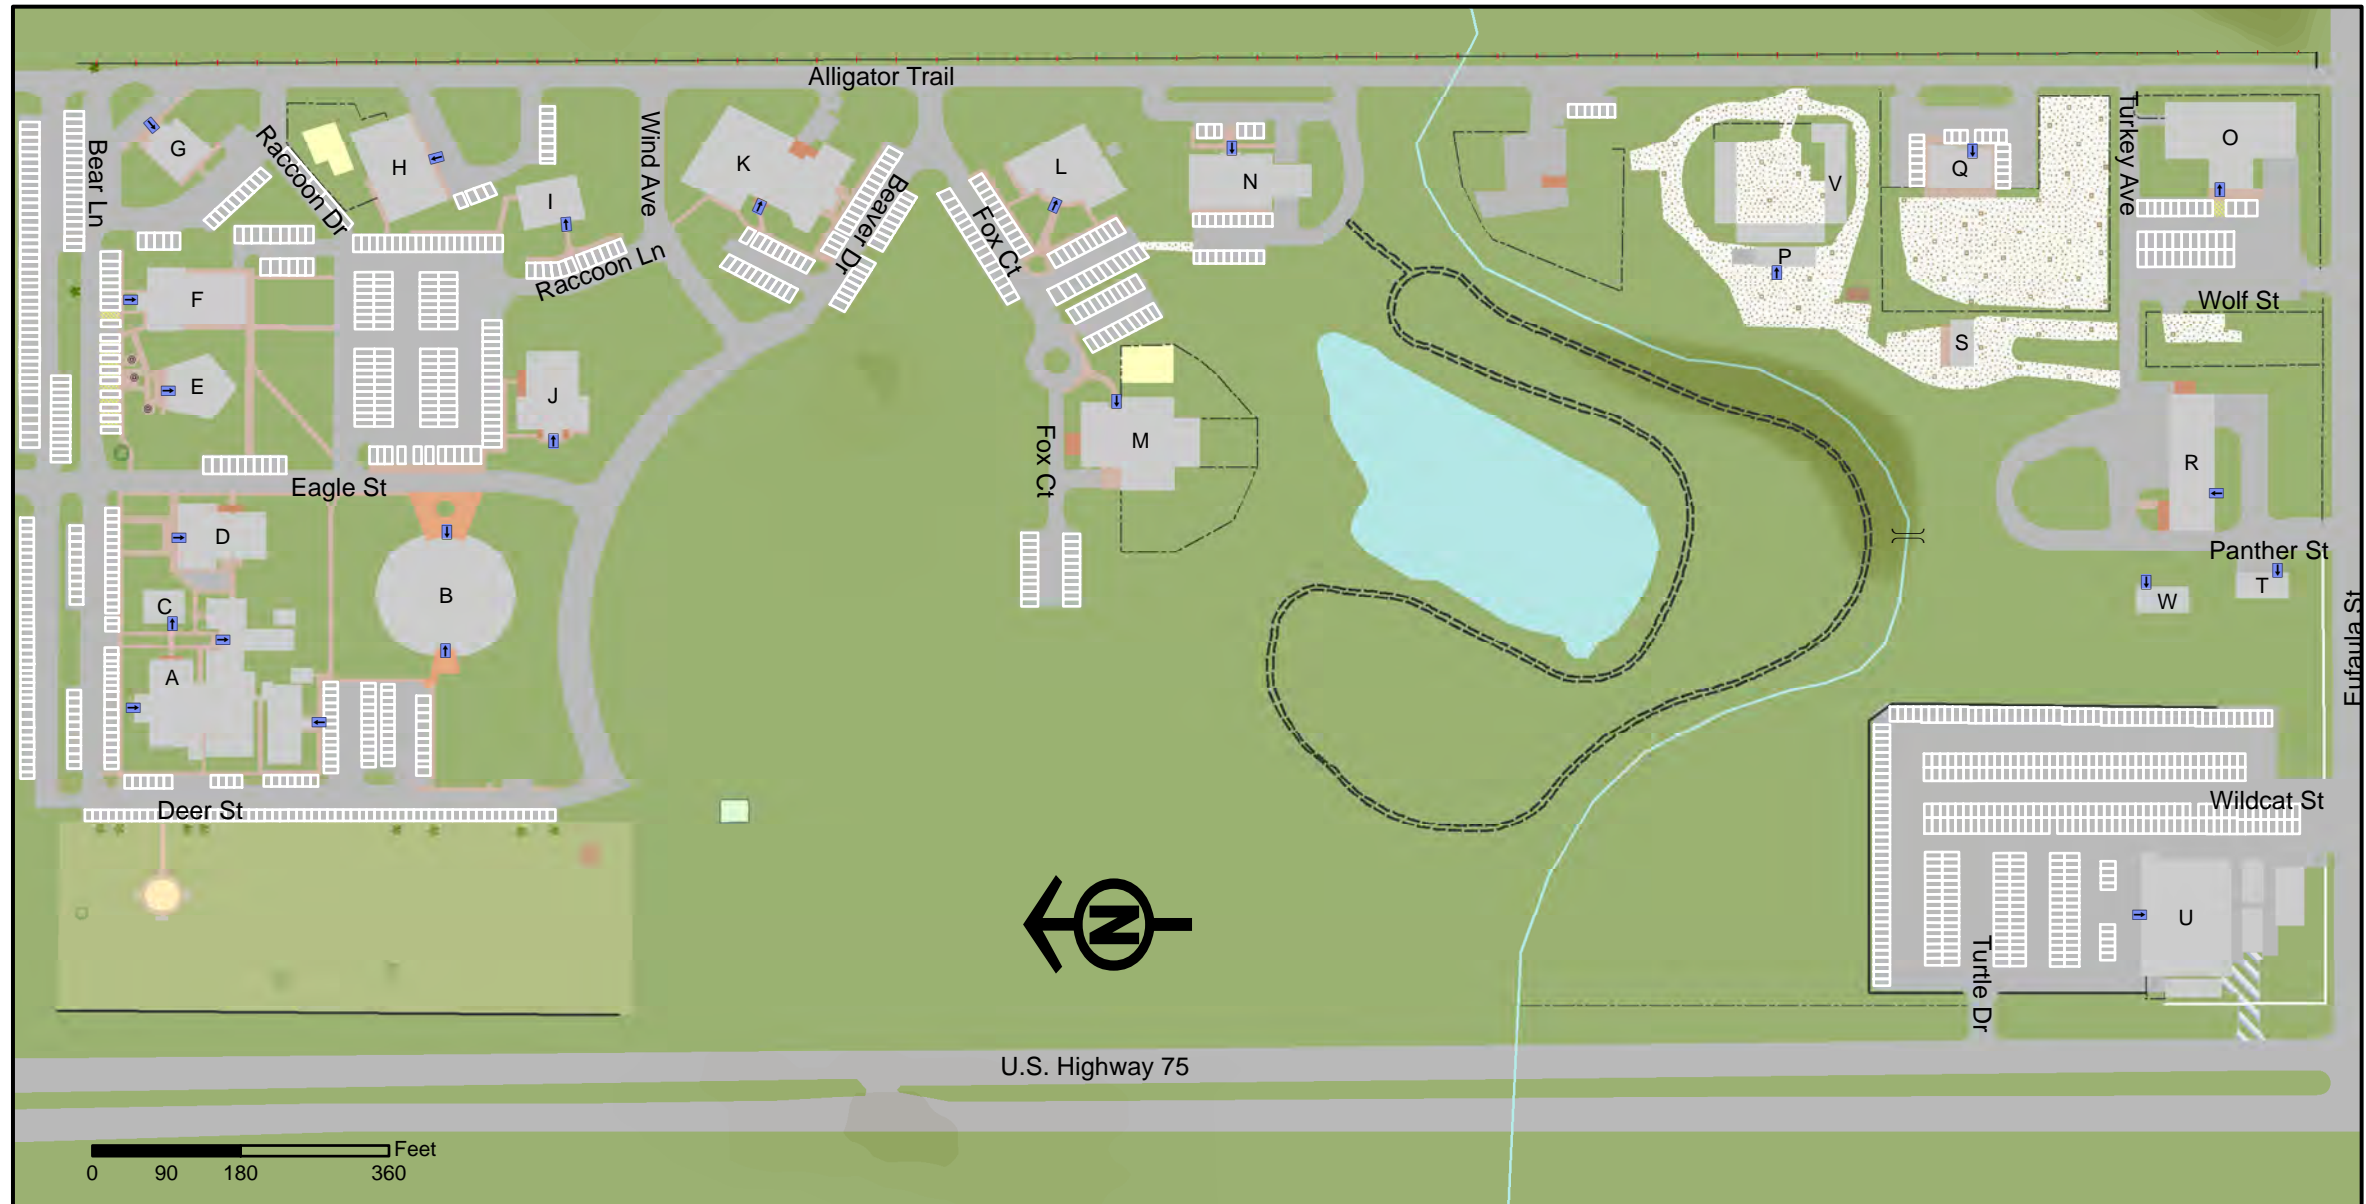 Alligator Trail
Bear Ln
G
Raccoon Dr
H
I
Wind Ave
K
Beaver Dr
Fox Ct
L
N
V
Q
Turkey Ave
O
P
Raccoon Ln
F
Wolf St
E
J
S
Fox Ct
M
R
Eagle St
D
B
Panther St
C
W
T
Eufaula St
A
Deer St
Wildcat St
U
Turtle Dr
N
U.S. Highway 75
Feet
0 90 180 360